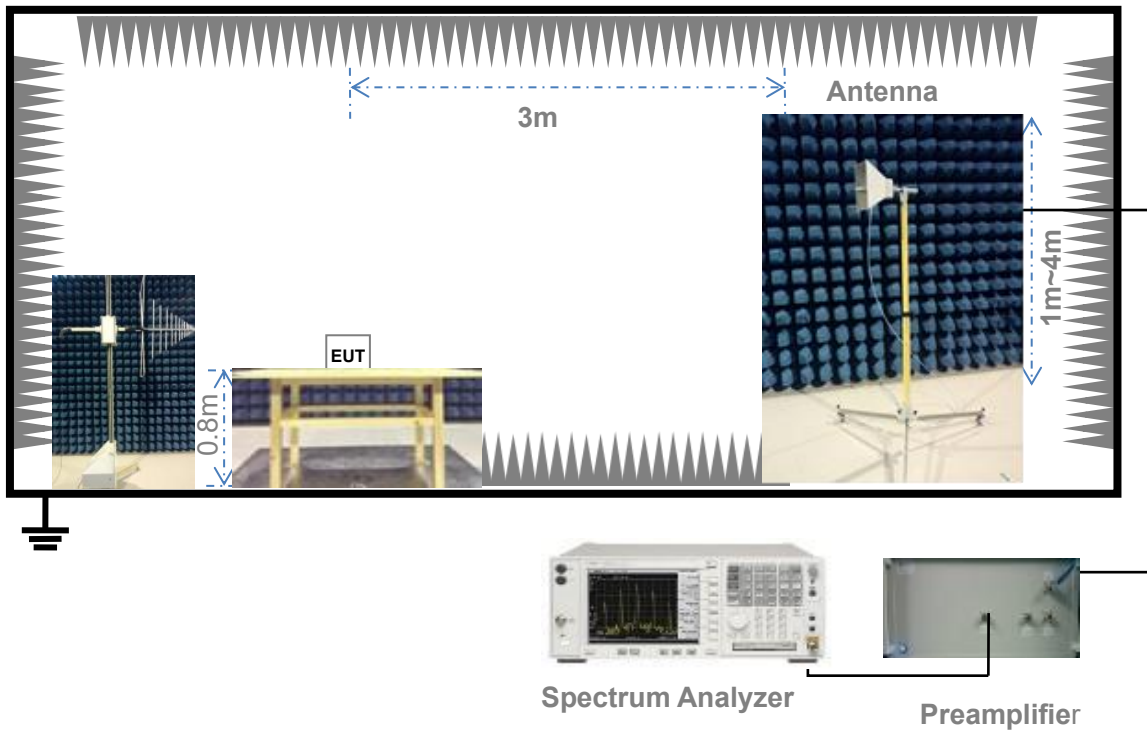 Antenna
3m
1m~4m
EUT
0.8m
Spectrum Analyzer
Preamplifier